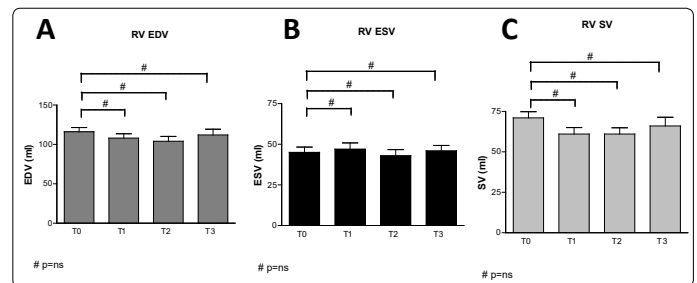 A
RV EDV
#
#
#
150
100
50
0
EDV (ml)
T0 T1 T2 T3
# p=ns
B
RV ESV
#
#
#
75
50
25
0
ESV (ml)
T0 T1 T2 T3
# p=ns
C
RV SV
#
#
#
75
50
25
0
SV (ml)
T0 T1 T2 T3
# p=ns